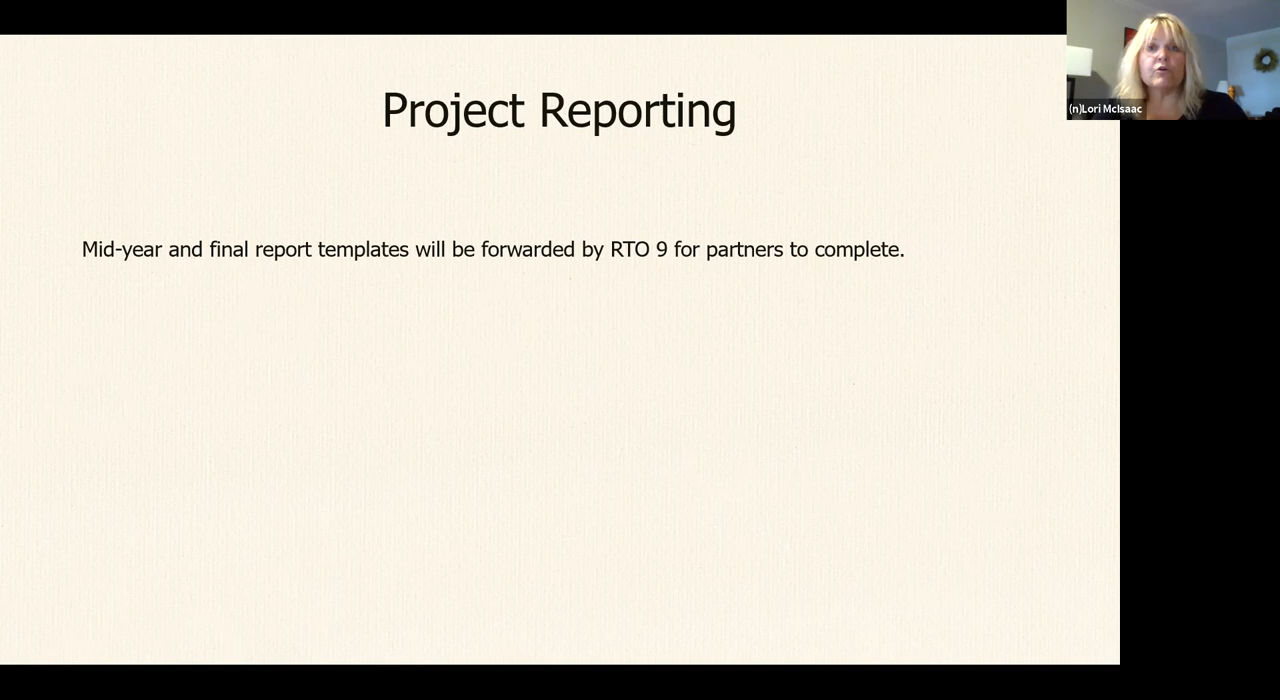 Project Reporting
(n)Lori McIsaac
Mid-year and final report templates will be forwarded by RTO 9 for partners to complete.